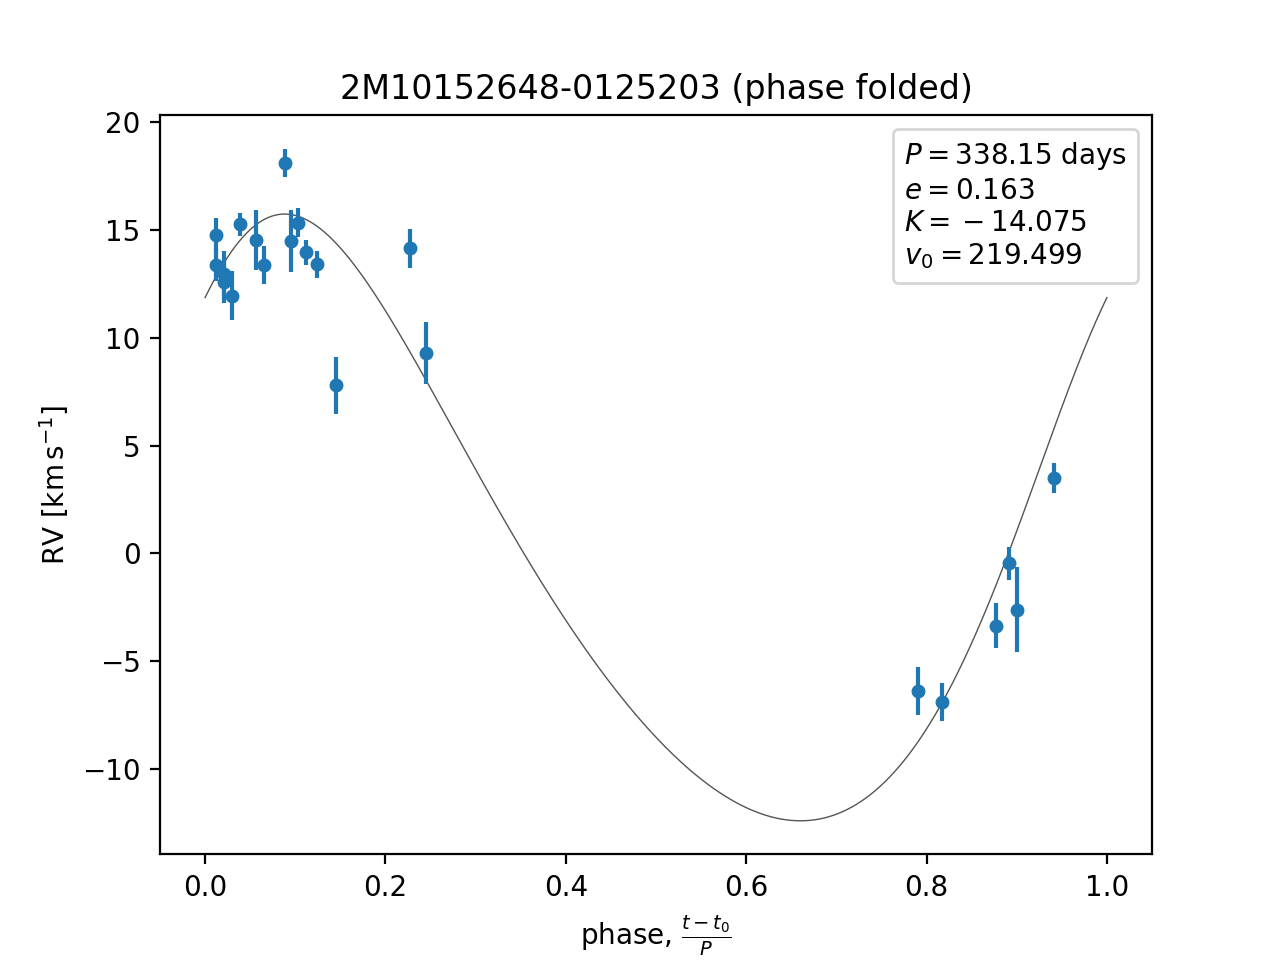 2M10152648-0125203 (phase folded)
P = 338.15 days
e = 0.163
K = −14.075
v₀ = 219.499
20
15
10
5
0
−5
−10
RV [km s⁻¹]
0.0 0.2 0.4 0.6 0.8 1.0
phase, (t − t₀)/P